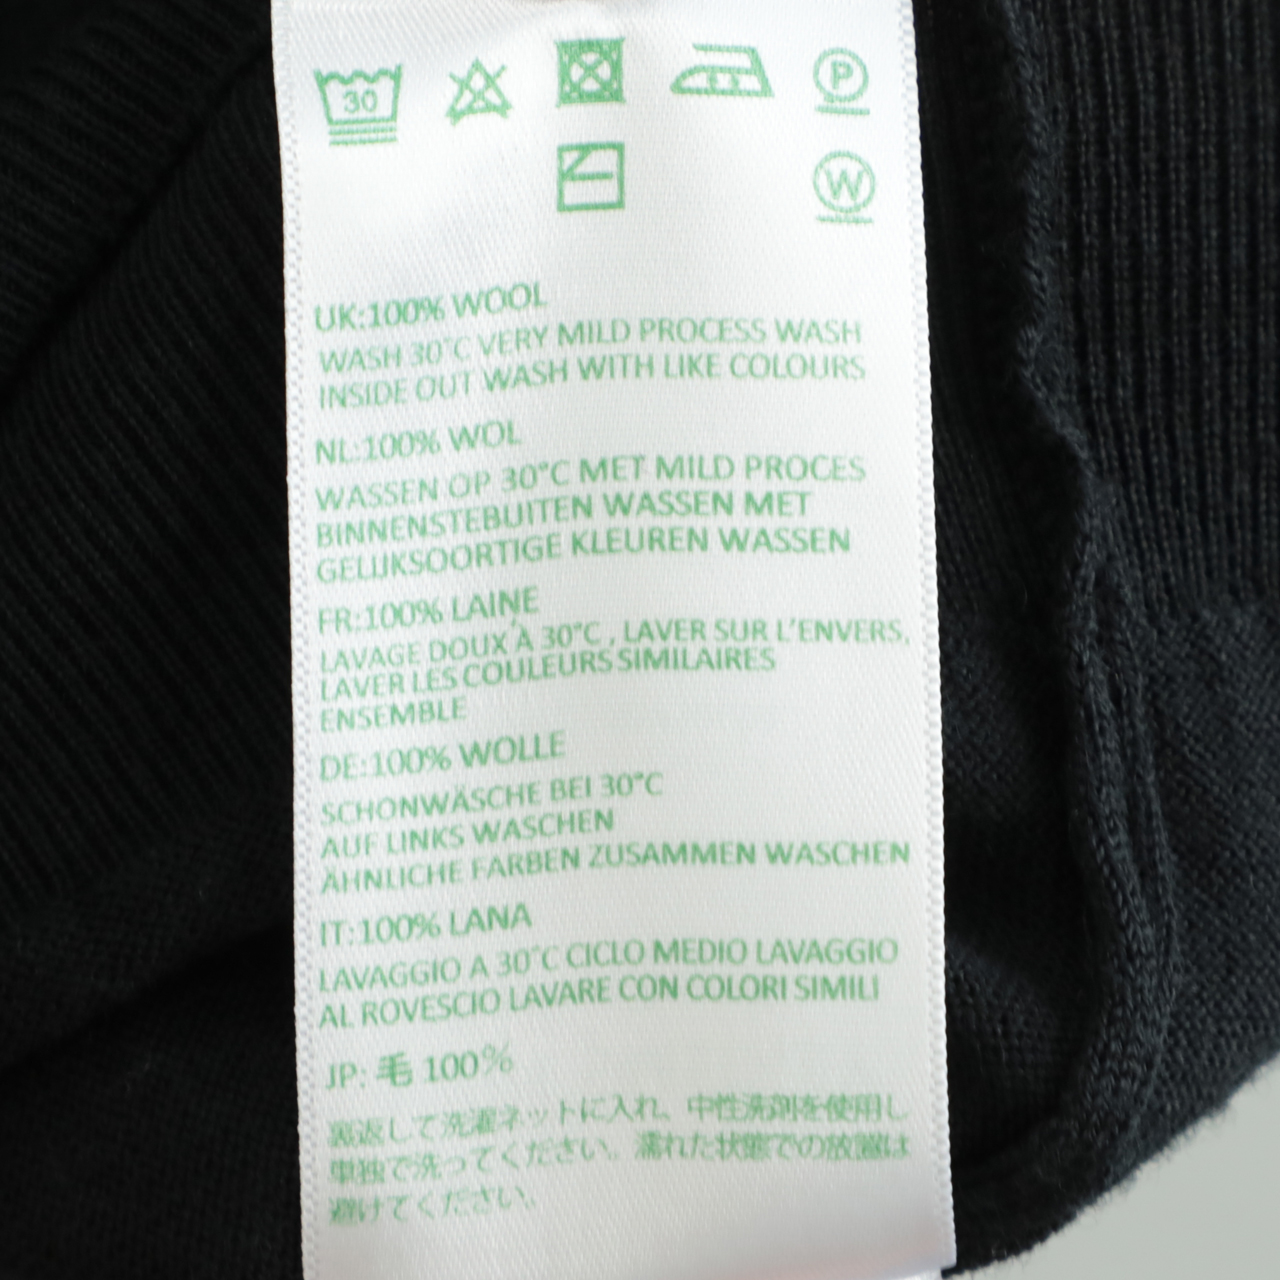 30
P
W
UK:100% WOOL
WASH 30°C VERY MILD PROCESS WASH
INSIDE OUT WASH WITH LIKE COLOURS
NL:100% WOL
WASSEN OP 30°C MET MILD PROCES
BINNENSTEBUITEN WASSEN MET
GELIJKSOORTIGE KLEUREN WASSEN
FR:100% LAINE
LAVAGE DOUX À 30°C , LAVER SUR L'ENVERS,
LAVER LES COULEURS SIMILAIRES
ENSEMBLE
DE:100% WOLLE
SCHONWÄSCHE BEI 30°C
AUF LINKS WASCHEN
ÄHNLICHE FARBEN ZUSAMMEN WASCHEN
IT:100% LANA
LAVAGGIO A 30°C CICLO MEDIO LAVAGGIO
AL ROVESCIO LAVARE CON COLORI SIMILI
JP: 毛 100%
裏返して洗濯ネットに入れ、中性洗剤を使用し
単独で洗ってください、濡れた状態での放置は
避けてください。